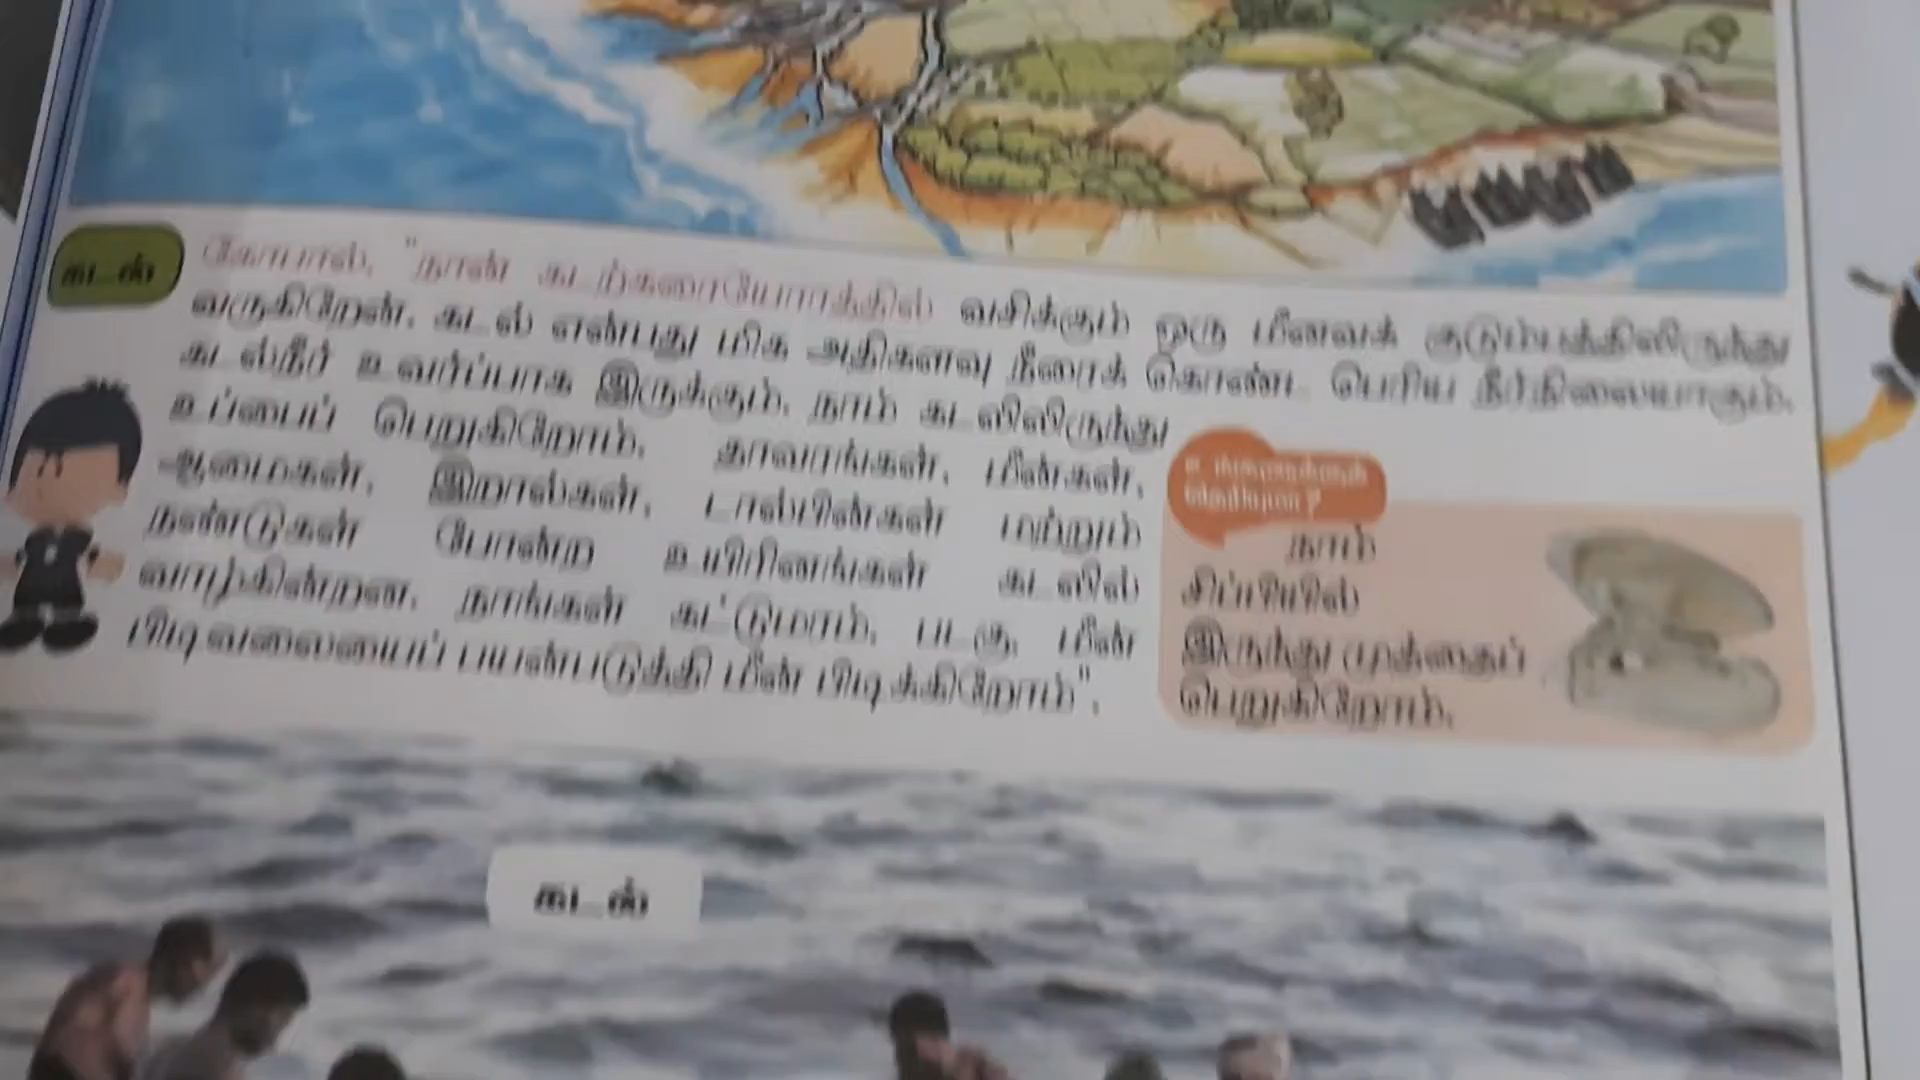 கடல்
கோபால், "நான் கடற்கரையோரத்தில் வசிக்கும் ஒரு மீனவக் குடும்பத்திலிருந்து
வருகிறேன். கடல் என்பது மிக அதிகளவு நீரைக் கொண்ட பெரிய நீர்நிலையாகும்.
கடல்நீர் உவர்ப்பாக இருக்கும். நாம் கடலிலிருந்து
உப்பைப் பெறுகிறோம். தாவரங்கள், மீன்கள்,
ஆமைகள், இறால்கள், டால்பின்கள் மற்றும்
நண்டுகள் போன்ற உயிரினங்கள் கடலில்
வாழ்கின்றன. நாங்கள் கட்டுமரம், படகு, மீன்
பிடி வலையைப் பயன்படுத்தி மீன் பிடிக்கிறோம்".
உங்களுக்குத்
தெரியுமா?
நாம்
சிப்பியில்
இருந்து முத்தைப்
பெறுகிறோம்.
கடல்